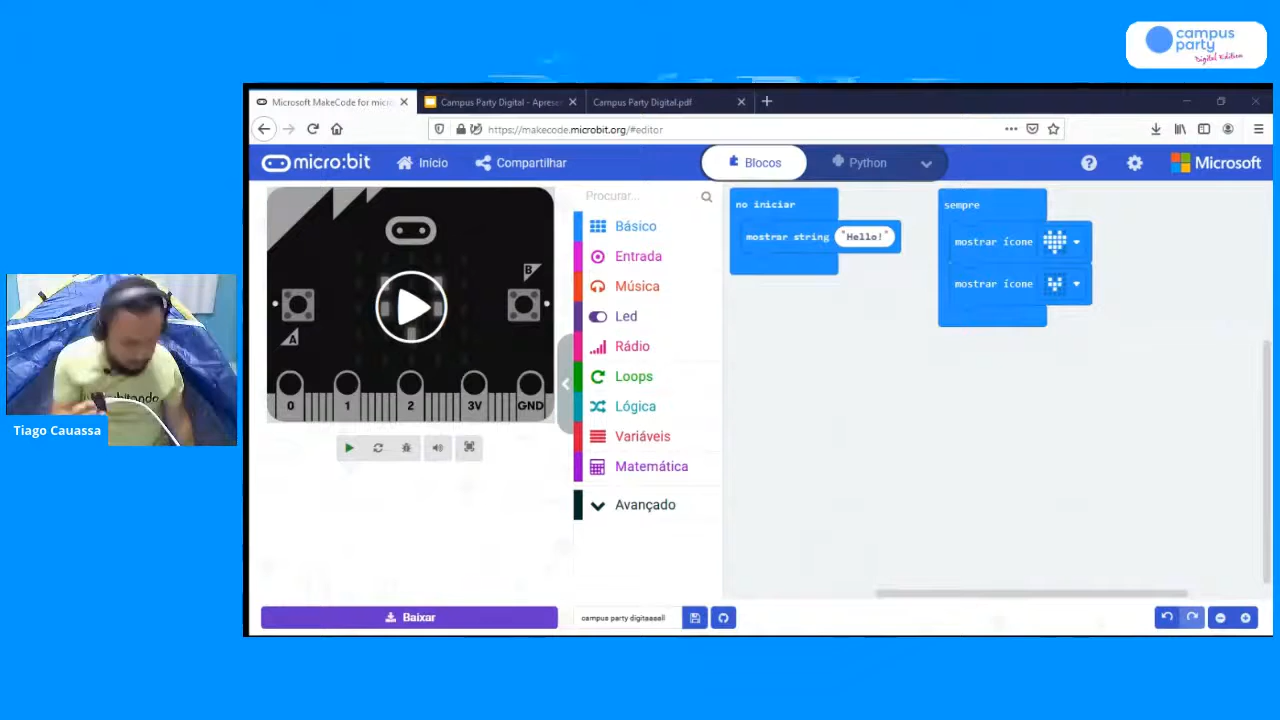 campus
party
Digital Edition
Microsoft MakeCode for micro
Campus Party Digital - Aprese
Campus Party Digital.pdf
https://makecode.microbit.org/#editor
micro:bit
Início
Compartilhar
Blocos
Python
Microsoft
Procurar...
Básico
Entrada
Música
Led
Rádio
Loops
Lógica
Variáveis
Matemática
Avançado
no iniciar
mostrar string "Hello!"
sempre
mostrar ícone
mostrar ícone
A
B
0 1 2 3V GND
Tiago Cauassa
Baixar